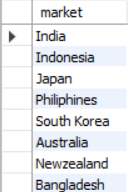 market
India
Indonesia
Japan
Philiphines
South Korea
Australia
Newzealand
Bangladesh